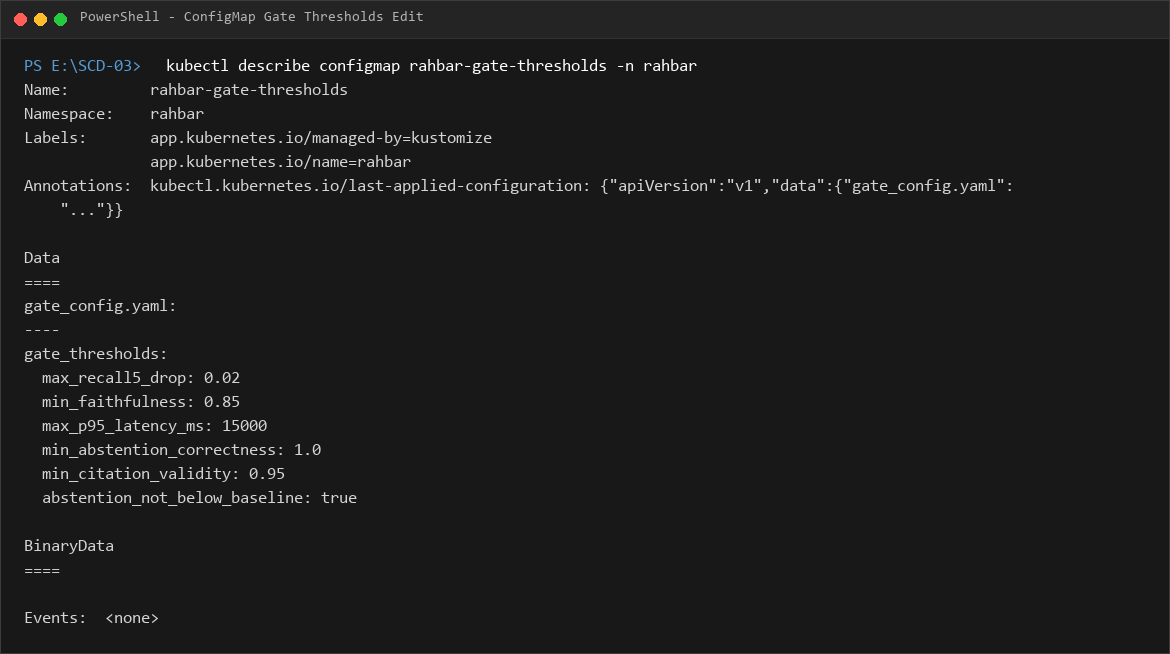 PowerShell - ConfigMap Gate Thresholds Edit
PS E:\SCD-03> kubectl describe configmap rahbar-gate-thresholds -n rahbar
Name: rahbar-gate-thresholds
Namespace: rahbar
Labels: app.kubernetes.io/managed-by=kustomize
app.kubernetes.io/name=rahbar
Annotations: kubectl.kubernetes.io/last-applied-configuration: {"apiVersion":"v1","data":{"gate_config.yaml":
"..."}}
Data
====
gate_config.yaml:
----
gate_thresholds:
max_recall5_drop: 0.02
min_faithfulness: 0.85
max_p95_latency_ms: 15000
min_abstention_correctness: 1.0
min_citation_validity: 0.95
abstention_not_below_baseline: true
BinaryData
====
Events: <none>